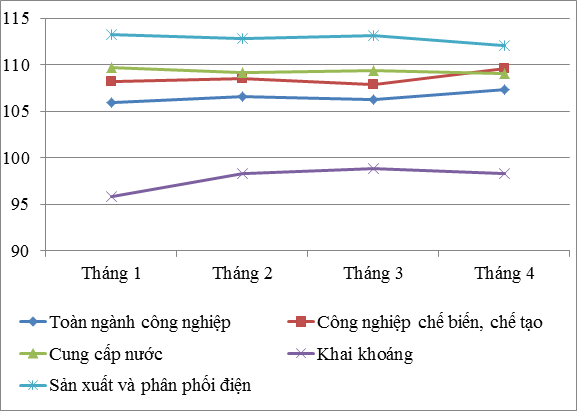 115
110
105
100
95
90
Tháng 1 Tháng 2 Tháng 3 Tháng 4
Toàn ngành công nghiệp Công nghiệp chế biến, chế tạo
Cung cấp nước Khai khoáng
Sản xuất và phân phối điện